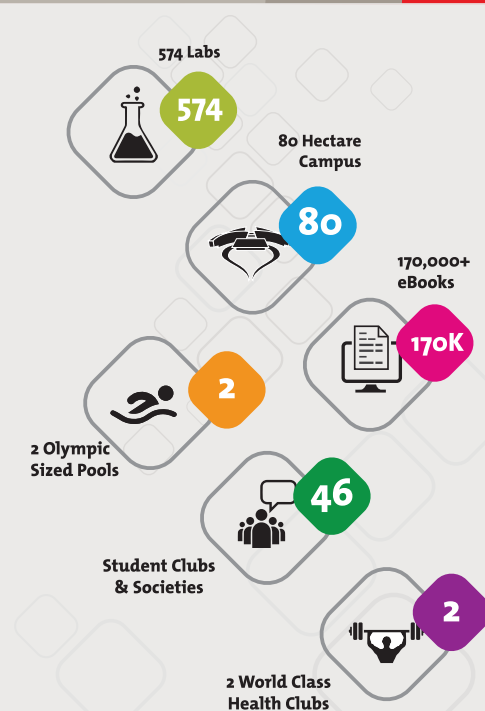 574 Labs
574
80 Hectare
Campus
80
170,000+
eBooks
170K
2
2 Olympic
Sized Pools
46
Student Clubs
& Societies
2
2 World Class
Health Clubs